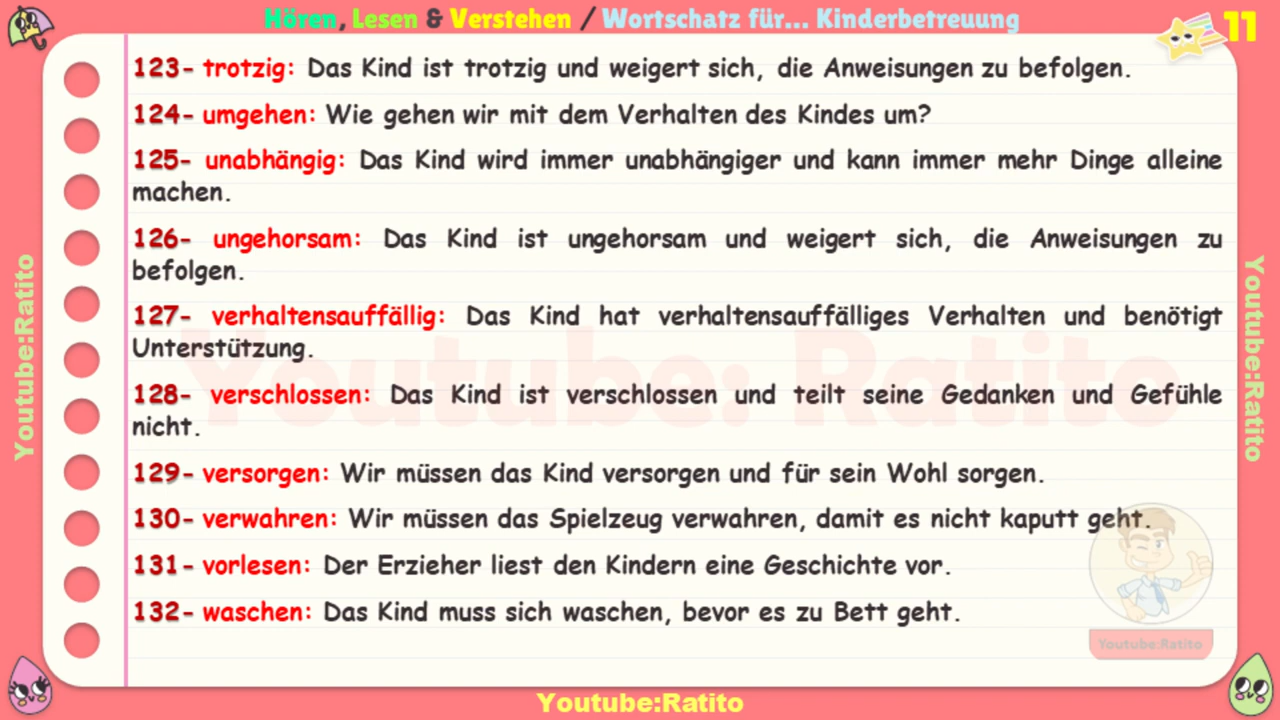 Hören, Lesen & Verstehen / Wortschatz für... Kinderbetreuung
11
123- trotzig: Das Kind ist trotzig und weigert sich, die Anweisungen zu befolgen.
124- umgehen: Wie gehen wir mit dem Verhalten des Kindes um?
125- unabhängig: Das Kind wird immer unabhängiger und kann immer mehr Dinge alleine
machen.
126- ungehorsam: Das Kind ist ungehorsam und weigert sich, die Anweisungen zu
befolgen.
127- verhaltensauffällig: Das Kind hat verhaltensauffälliges Verhalten und benötigt
Unterstützung.
128- verschlossen: Das Kind ist verschlossen und teilt seine Gedanken und Gefühle
nicht.
129- versorgen: Wir müssen das Kind versorgen und für sein Wohl sorgen.
130- verwahren: Wir müssen das Spielzeug verwahren, damit es nicht kaputt geht.
131- vorlesen: Der Erzieher liest den Kindern eine Geschichte vor.
132- waschen: Das Kind muss sich waschen, bevor es zu Bett geht.
Youtube:Ratito
Youtube:Ratito
Youtube: Ratito
Youtube:Ratito
Youtube:Ratito